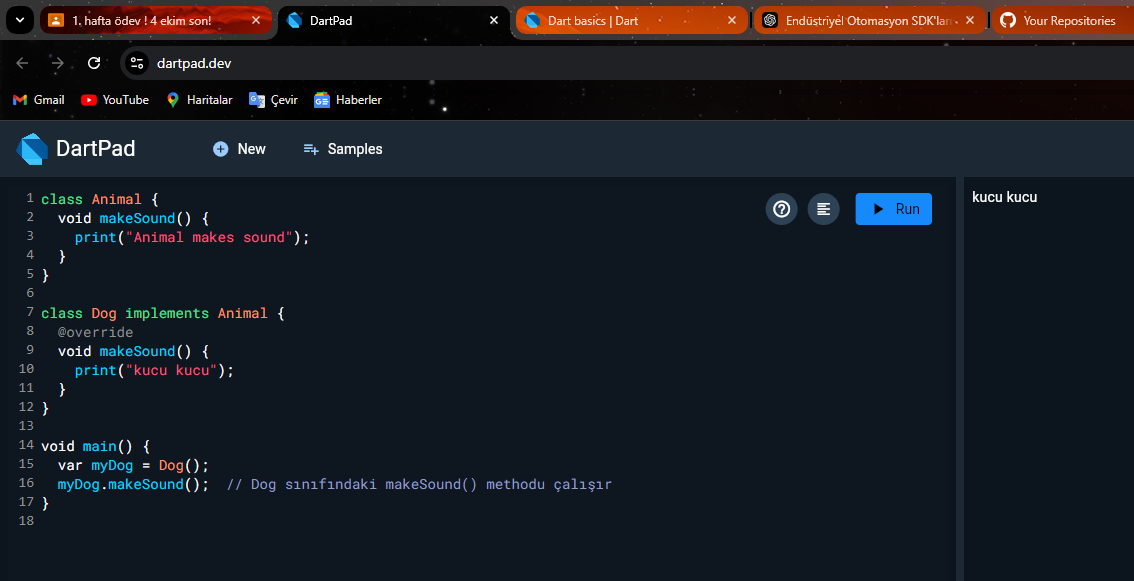 1. hafta ödev ! 4 ekim son!
DartPad
Dart basics | Dart
Endüstriyel Otomasyon SDK'ları
Your Repositories
dartpad.dev
Gmail
YouTube
Haritalar
Çevir
Haberler
DartPad
New
Samples
Run
kucu kucu
1 class Animal {
2 void makeSound() {
3 print("Animal makes sound");
4 }
5 }
6
7 class Dog implements Animal {
8 @override
9 void makeSound() {
10 print("kucu kucu");
11 }
12 }
13
14 void main() {
15 var myDog = Dog();
16 myDog.makeSound(); // Dog sınıfındaki makeSound() methodu çalışır
17 }
18